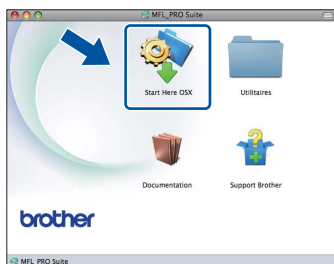 MFL_PRO Suite
Start Here OSX
Utilitaires
Documentation
Support Brother
brother
MFL_PRO Suite